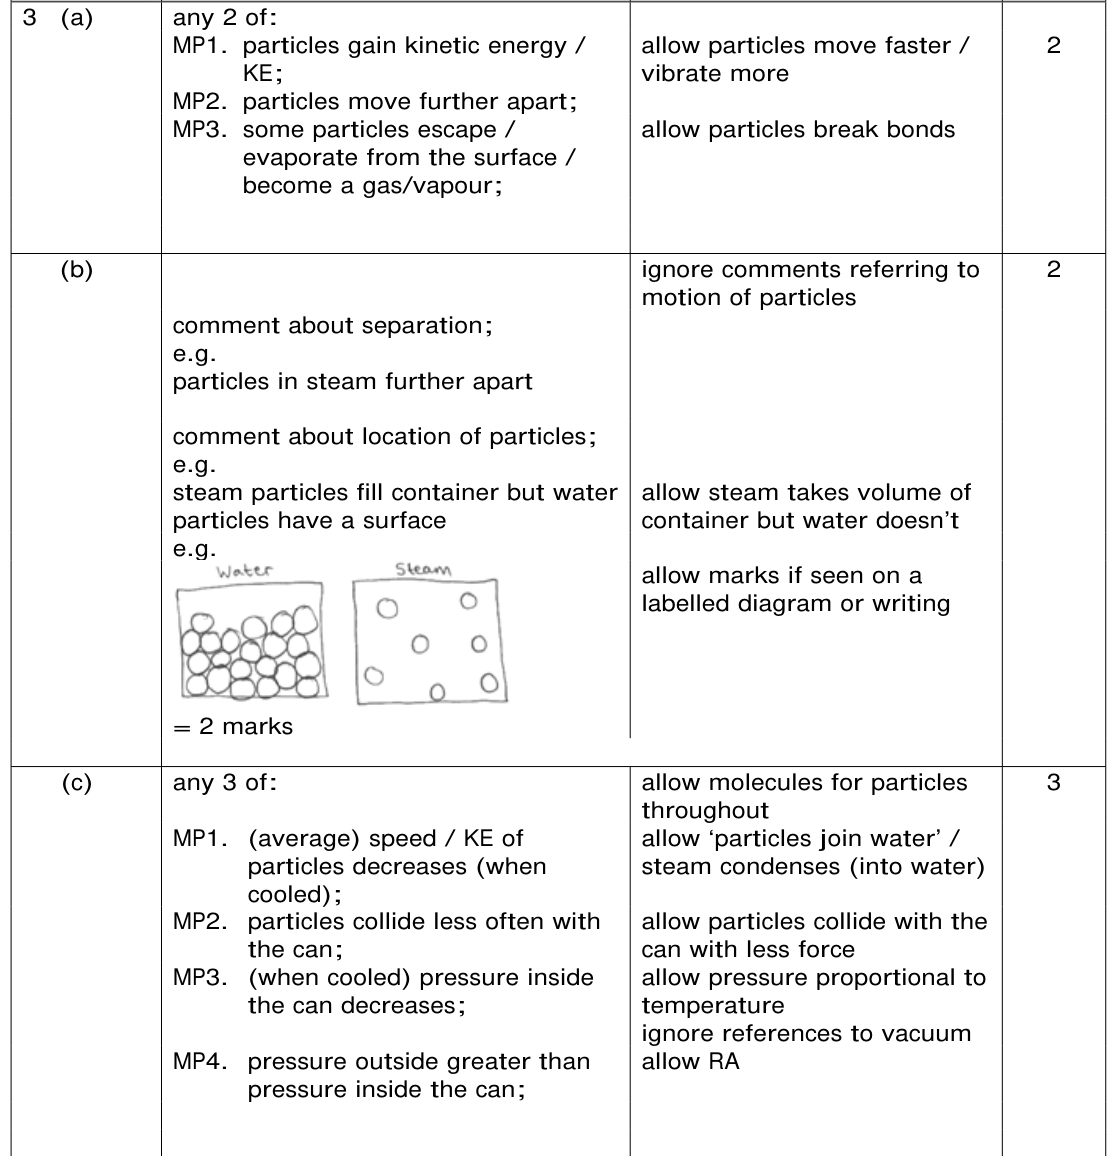 3 (a) any 2 of:
MP1. particles gain kinetic energy / allow particles move faster / 2
KE; vibrate more
MP2. particles move further apart;
MP3. some particles escape / allow particles break bonds
evaporate from the surface /
become a gas/vapour;
(b) ignore comments referring to 2
motion of particles
comment about separation;
e.g.
particles in steam further apart
comment about location of particles;
e.g.
steam particles fill container but water allow steam takes volume of
particles have a surface container but water doesn't
e.g.
Water Steam allow marks if seen on a
labelled diagram or writing
= 2 marks
(c) any 3 of: allow molecules for particles 3
throughout
MP1. (average) speed / KE of allow ‘particles join water’ /
particles decreases (when steam condenses (into water)
cooled);
MP2. particles collide less often with allow particles collide with the
the can; can with less force
MP3. (when cooled) pressure inside allow pressure proportional to
the can decreases; temperature
ignore references to vacuum
MP4. pressure outside greater than allow RA
pressure inside the can;